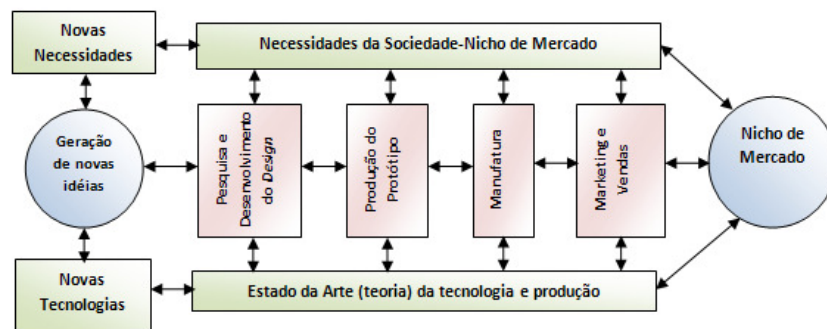 Novas
Necessidades
Necessidades da Sociedade-Nicho de Mercado
Geração
de novas
idéias
Pesquisa e
Desenvolvimento
do Design
Produção do
Protótipo
Manufatura
Marketing e
Vendas
Nicho de
Mercado
Novas
Tecnologias
Estado da Arte (teoria) da tecnologia e produção